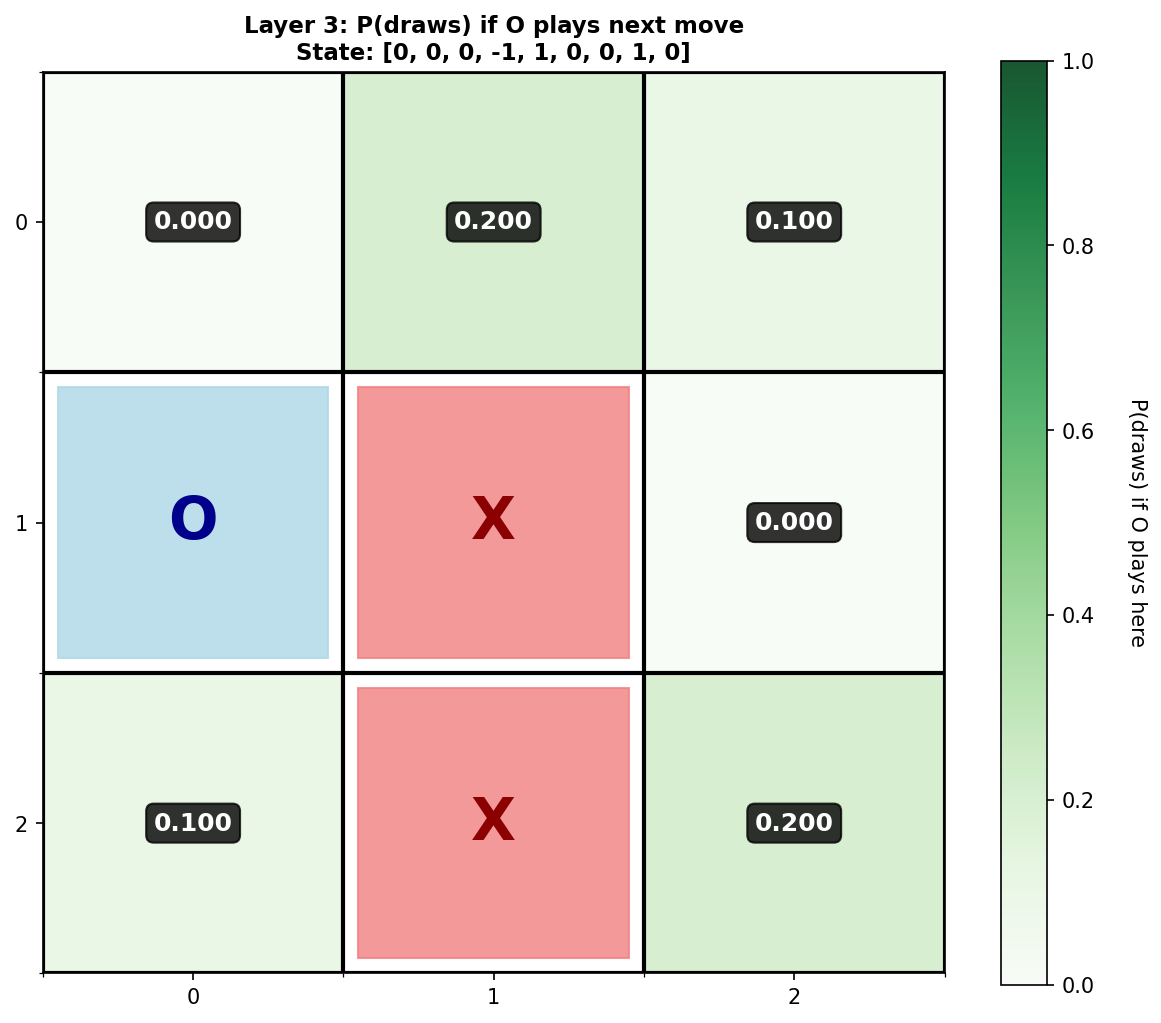 Layer 3: P(draws) if O plays next move
State: [0, 0, 0, -1, 1, 0, 0, 1, 0]
1.0
0 0.000 0.200 0.100
0.8
0.6
P(draws) if O plays here
1 O X 0.000
0.4
0.2
2 0.100 X 0.200
0.0
0 1 2